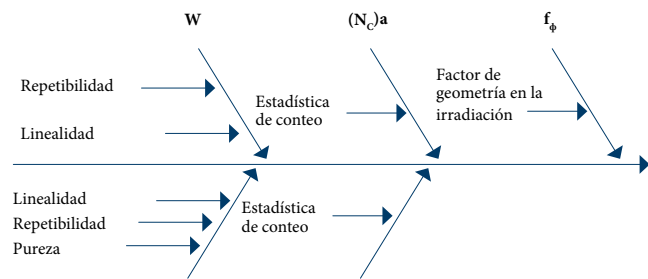 W
(N_C)a
f_ϕ
Repetibilidad
Linealidad
Estadística
de conteo
Factor de
geometría en la
irradiación
Linealidad
Repetibilidad
Pureza
Estadística
de conteo